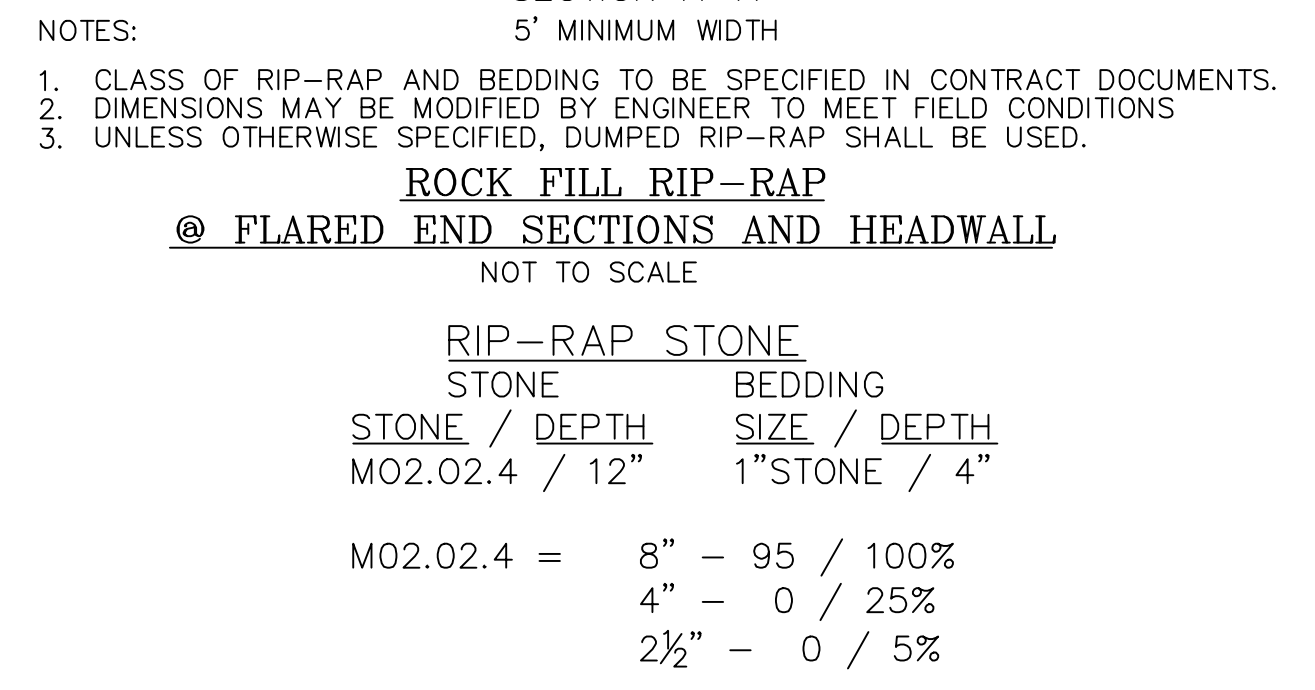 NOTES:
5' MINIMUM WIDTH
1. CLASS OF RIP–RAP AND BEDDING TO BE SPECIFIED IN CONTRACT DOCUMENTS.
2. DIMENSIONS MAY BE MODIFIED BY ENGINEER TO MEET FIELD CONDITIONS
3. UNLESS OTHERWISE SPECIFIED, DUMPED RIP–RAP SHALL BE USED.
ROCK FILL RIP–RAP
@ FLARED END SECTIONS AND HEADWALL
NOT TO SCALE
RIP–RAP STONE
STONE BEDDING
STONE / DEPTH SIZE / DEPTH
M02.02.4 / 12" 1"STONE / 4"
M02.02.4 = 8" – 95 / 100%
4" – 0 / 25%
2½" – 0 / 5%